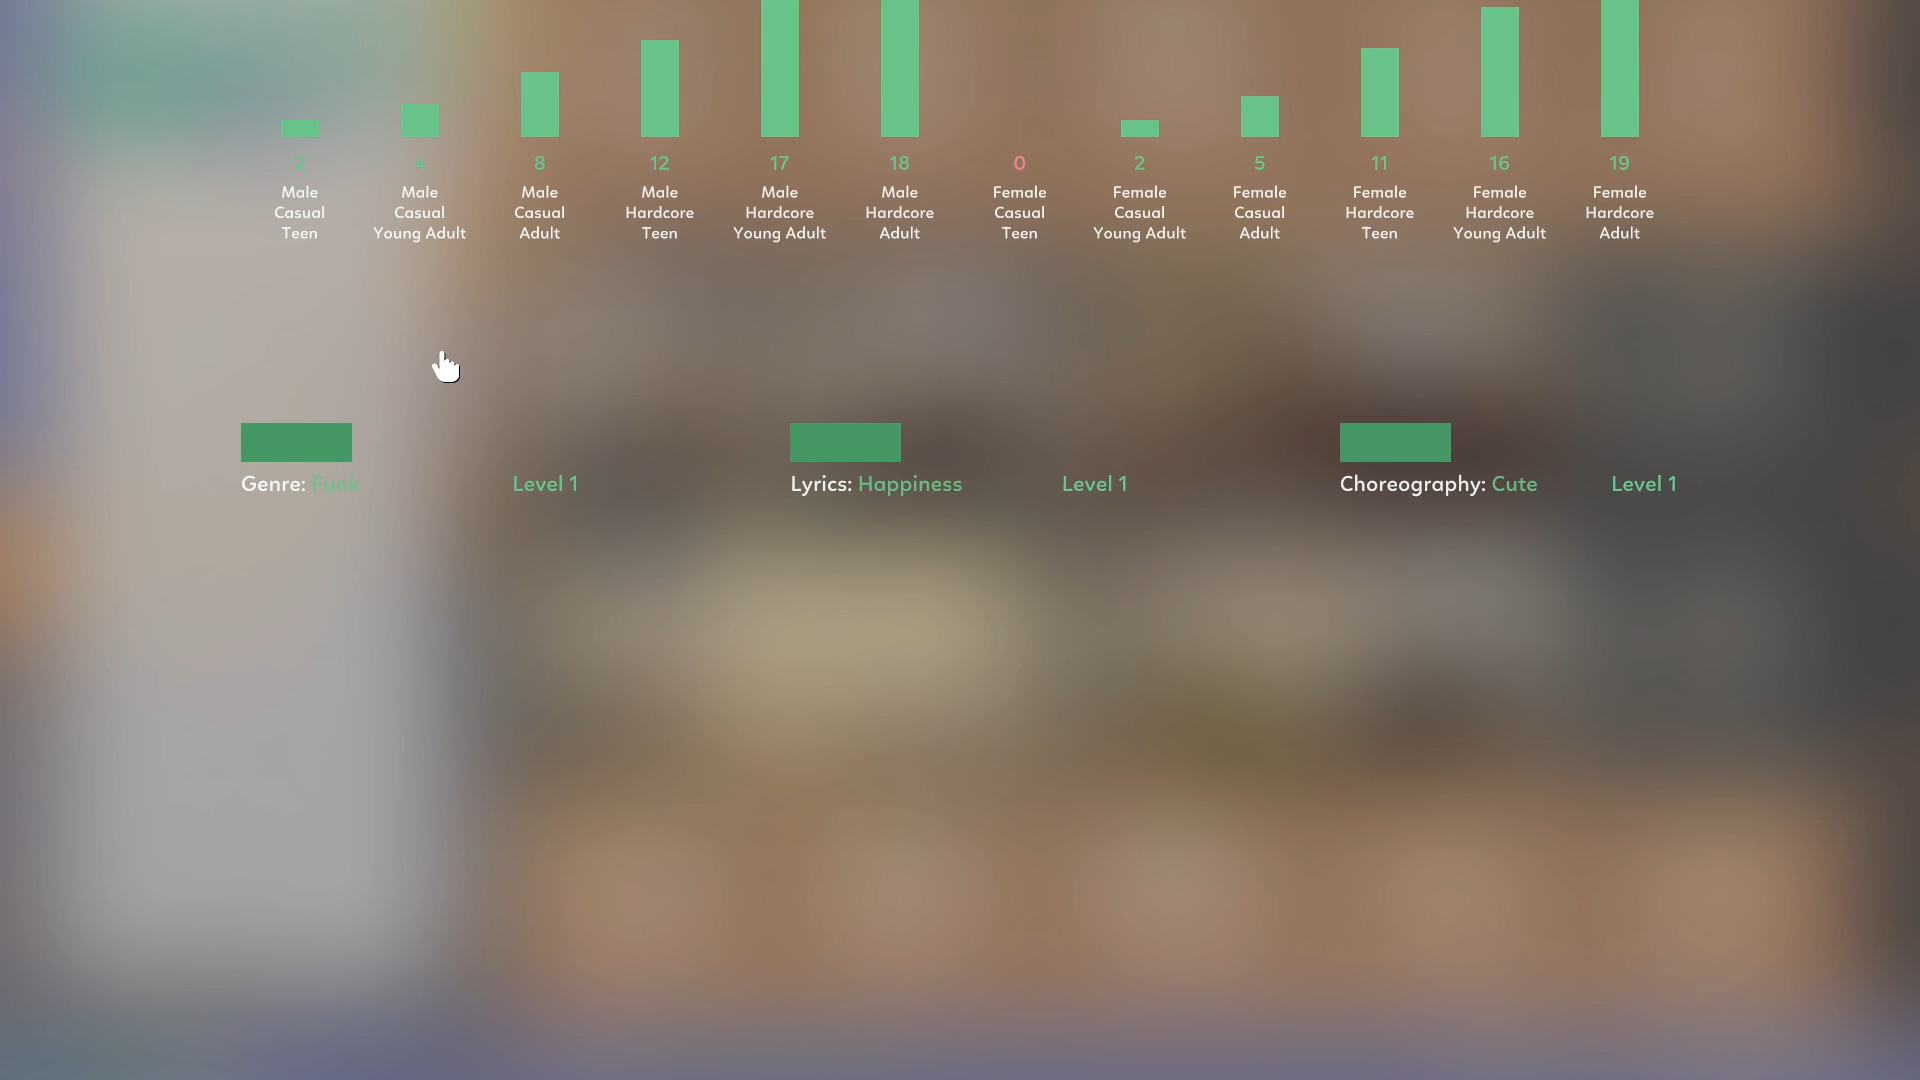 2 4 8 12 17 18 0 2 5 11 16 19
Male Male Male Male Male Male Female Female Female Female Female Female
Casual Casual Casual Hardcore Hardcore Hardcore Casual Casual Casual Hardcore Hardcore Hardcore
Teen Young Adult Adult Teen Young Adult Adult Teen Young Adult Adult Teen Young Adult Adult
Genre: Funk Level 1 Lyrics: Happiness Level 1 Choreography: Cute Level 1